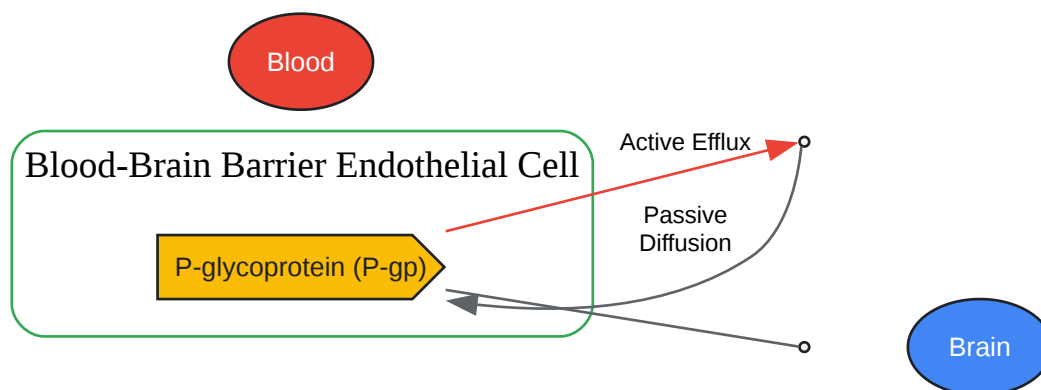 Blood
Active Efflux
Blood-Brain Barrier Endothelial Cell
Passive
Diffusion
P-glycoprotein (P-gp)
Brain